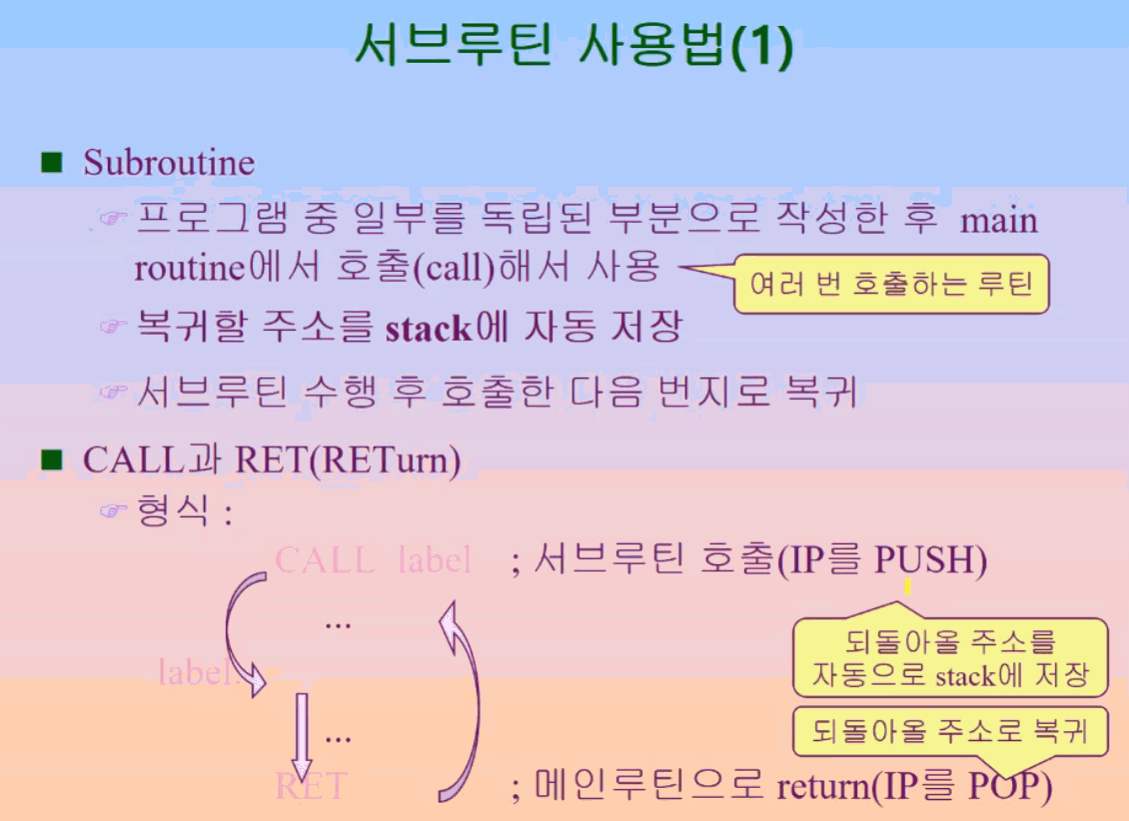 서브루틴 사용법(1)
■ Subroutine
☞ 프로그램 중 일부를 독립된 부분으로 작성한 후 main
routine에서 호출(call)해서 사용
여러 번 호출하는 루틴
☞ 복귀할 주소를 stack에 자동 저장
☞ 서브루틴 수행 후 호출한 다음 번지로 복귀
■ CALL과 RET(RETurn)
☞ 형식 :
CALL label ; 서브루틴 호출(IP를 PUSH)
...
되돌아올 주소를
자동으로 stack에 저장
label:
...
되돌아올 주소로 복귀
RET ; 메인루틴으로 return(IP를 POP)